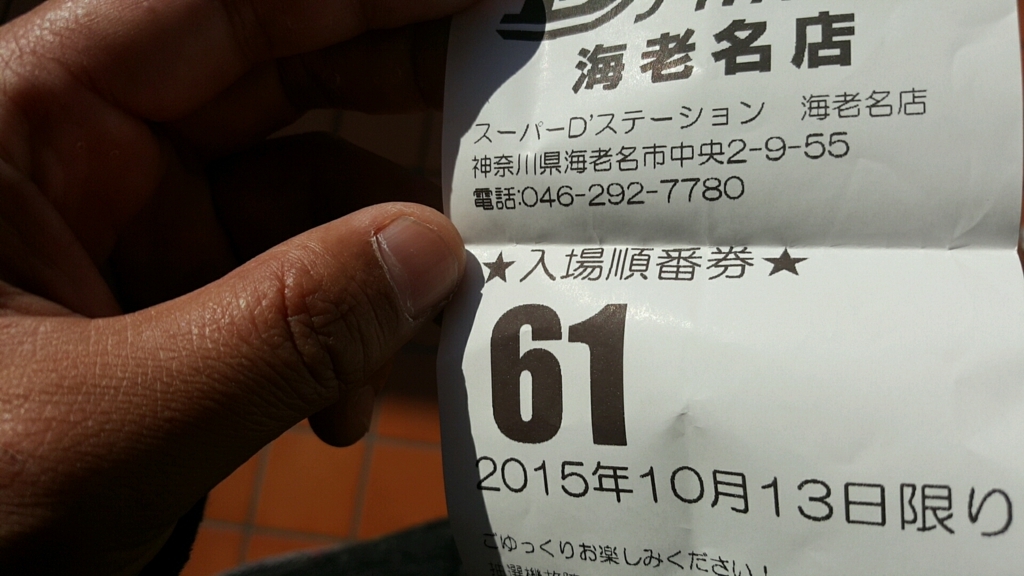 海老名店
スーパーD'ステーション 海老名店
神奈川県海老名市中央2-9-55
電話:046-292-7780
★入場順番券★
61
2015年10月13日限り
ごゆっくりお楽しみください!